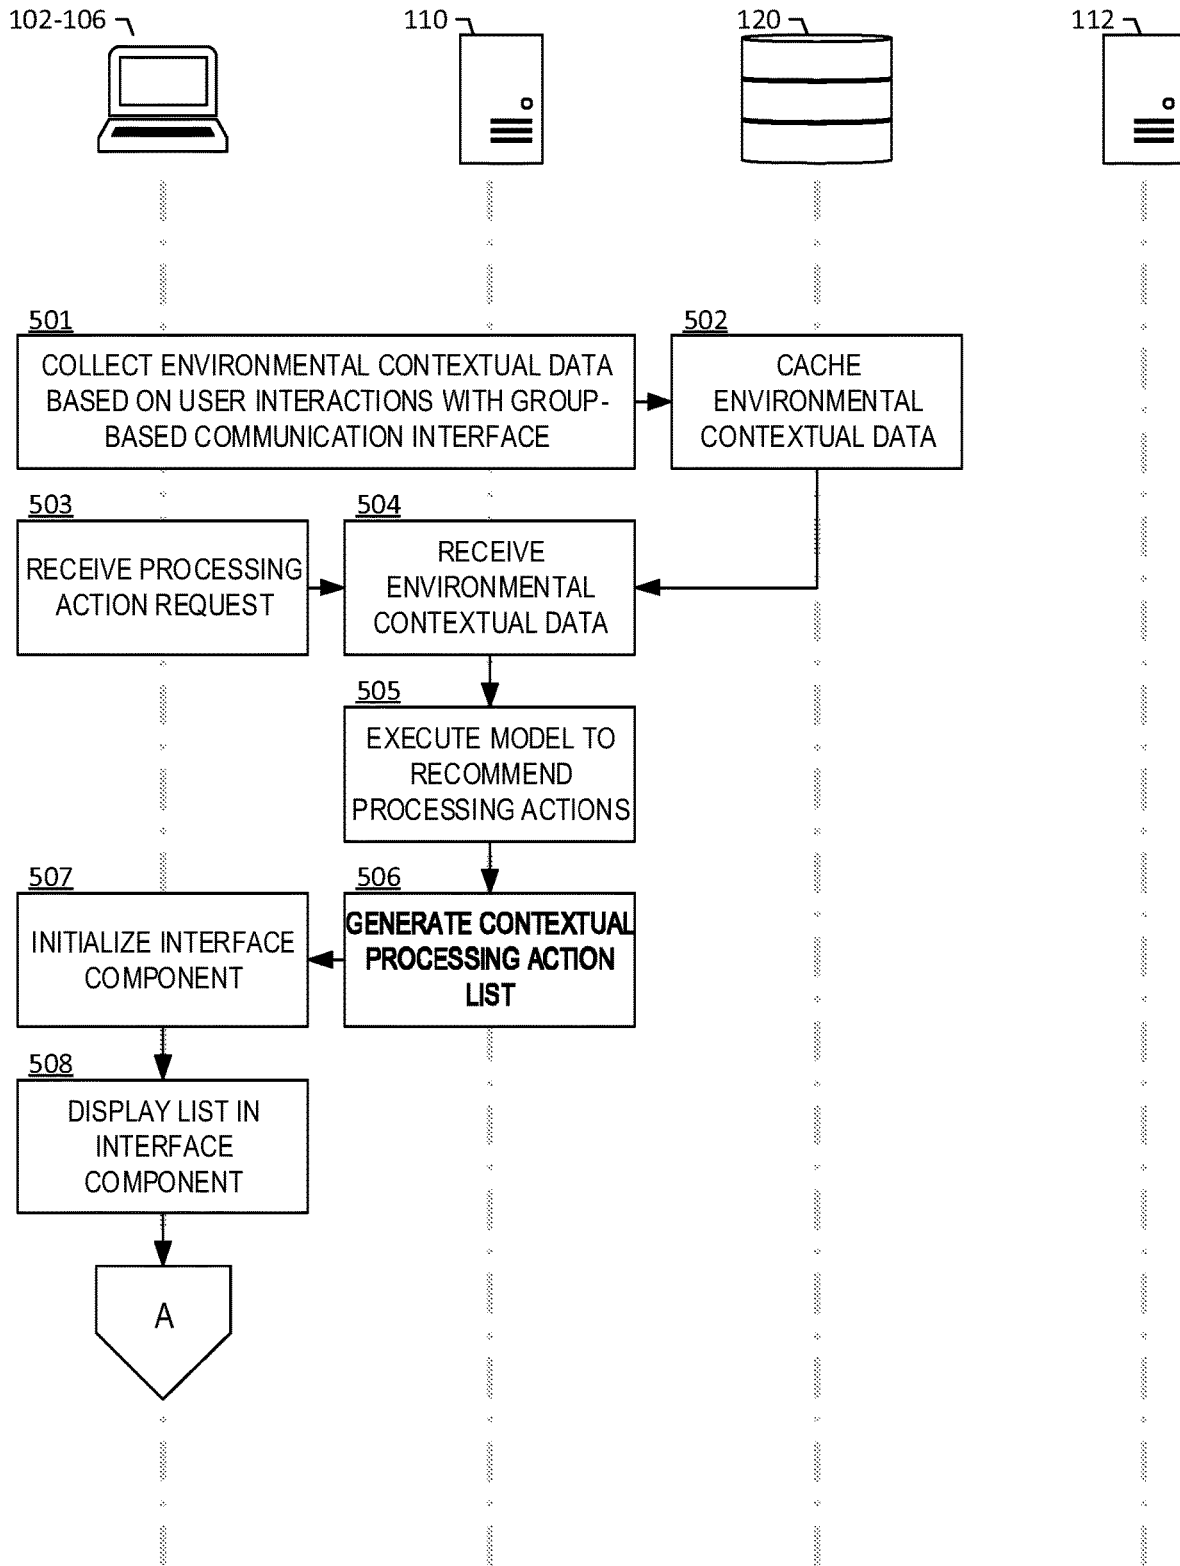 102-106
110
120
112
501
COLLECT ENVIRONMENTAL CONTEXTUAL DATA
BASED ON USER INTERACTIONS WITH GROUP-
BASED COMMUNICATION INTERFACE
502
CACHE
ENVIRONMENTAL
CONTEXTUAL DATA
503
RECEIVE PROCESSING
ACTION REQUEST
504
RECEIVE
ENVIRONMENTAL
CONTEXTUAL DATA
505
EXECUTE MODEL TO
RECOMMEND
PROCESSING ACTIONS
507
INITIALIZE INTERFACE
COMPONENT
506
GENERATE CONTEXTUAL
PROCESSING ACTION
LIST
508
DISPLAY LIST IN
INTERFACE
COMPONENT
A